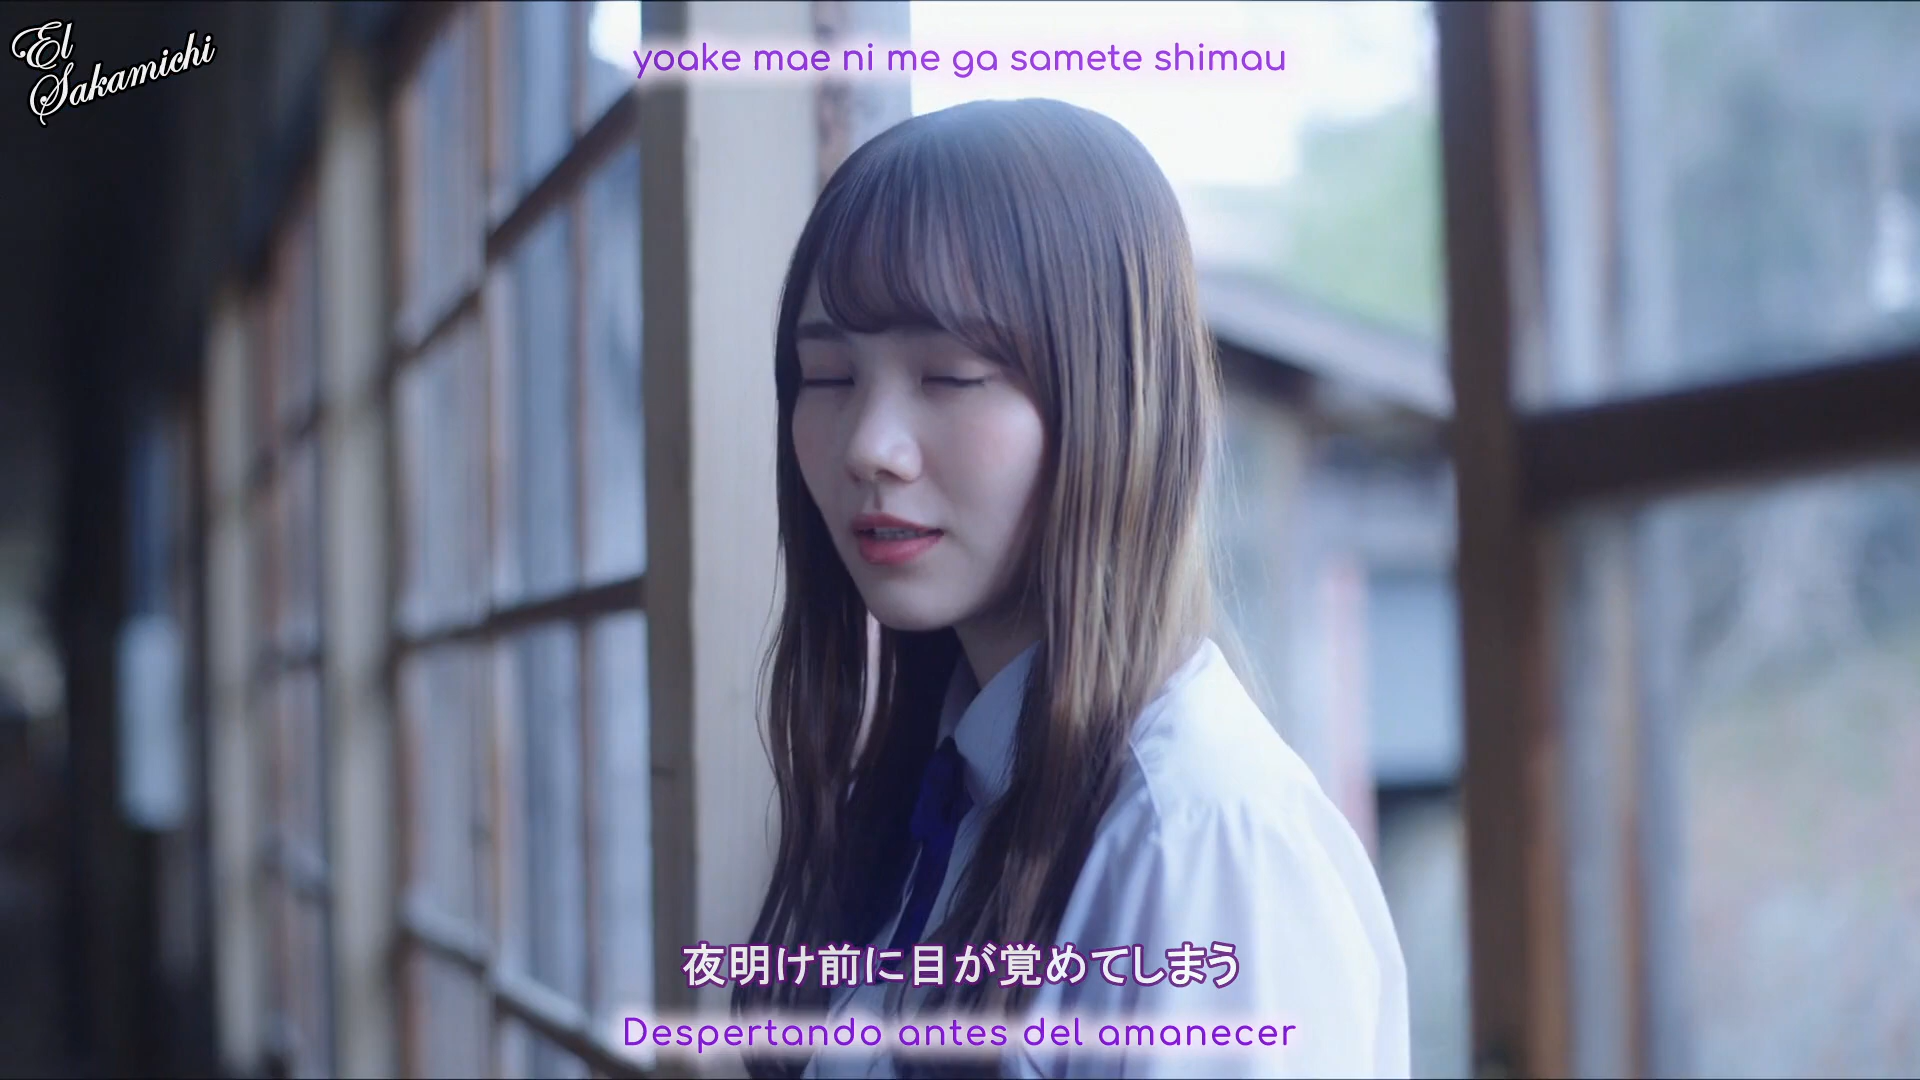 El
Sakamichi
yoake mae ni me ga samete shimau
夜明け前に目が覚めてしまう
Despertando antes del amanecer